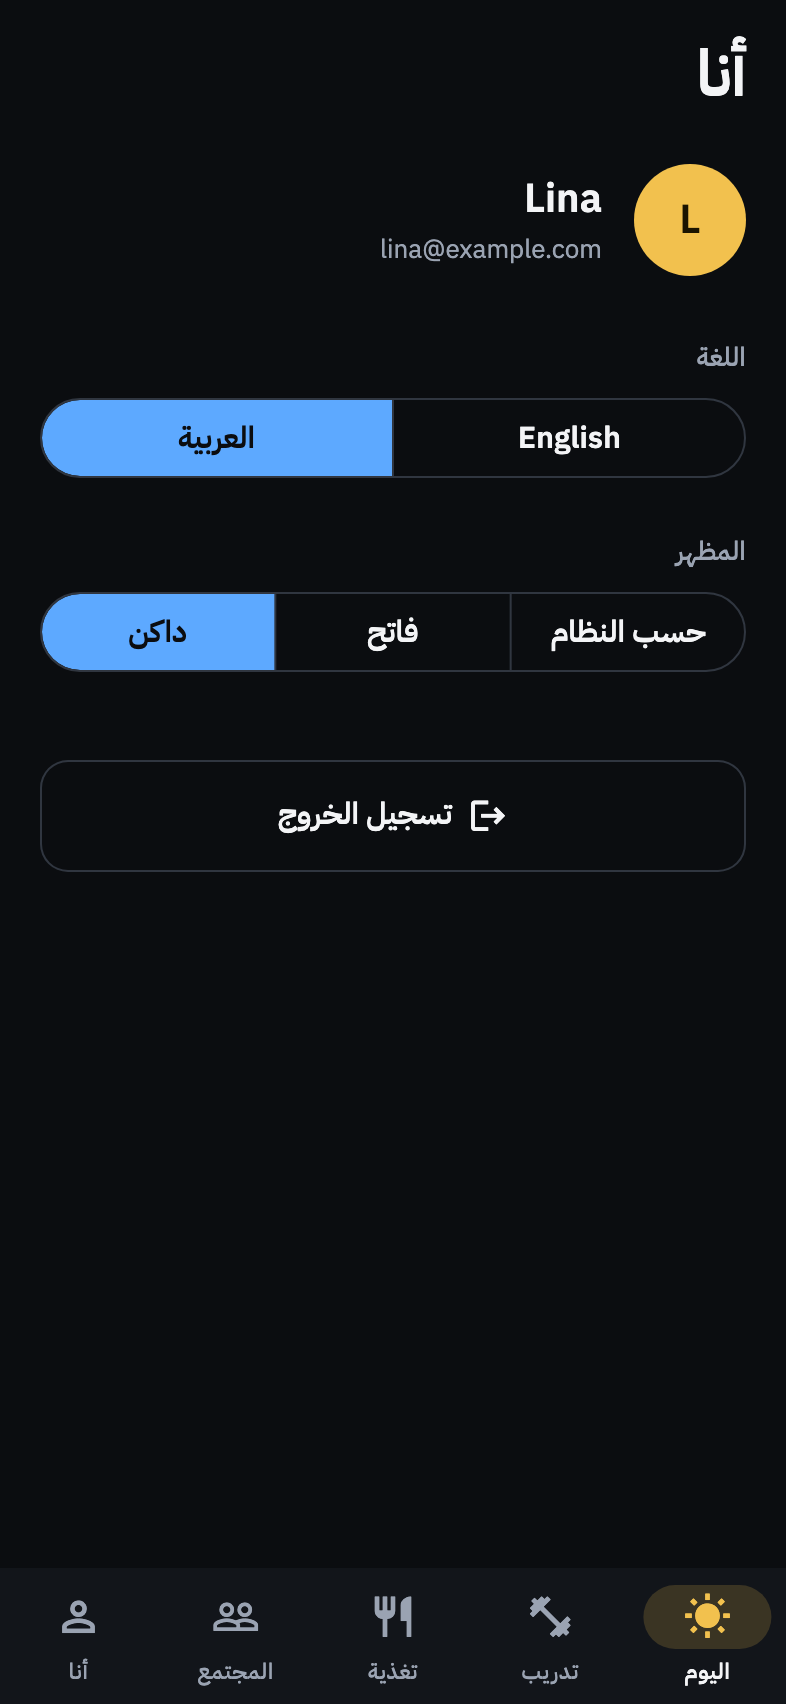 أنا
L
Lina
lina@example.com
اللغة
English
العربية
المظهر
حسب النظام
فاتح
داكن
تسجيل الخروج
اليوم
تدريب
تغذية
المجتمع
أنا